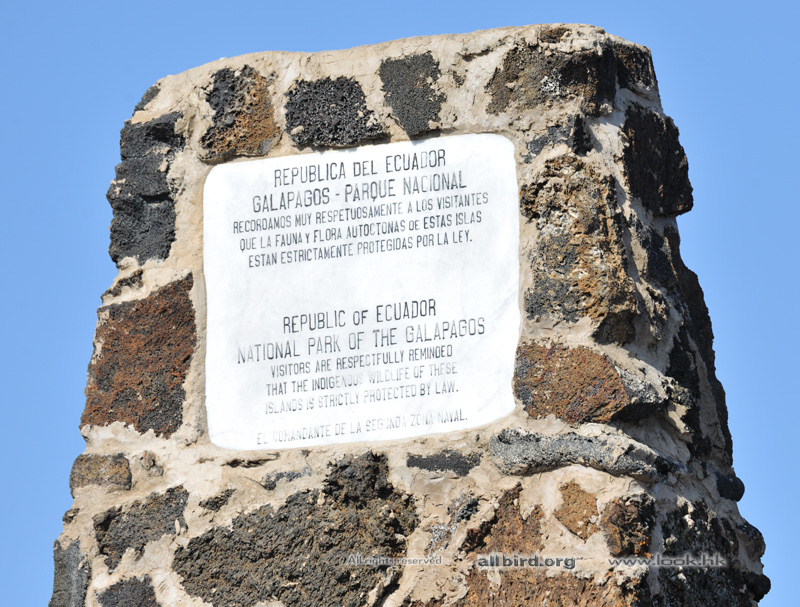 REPUBLICA DEL ECUADOR
GALAPAGOS - PARQUE NACIONAL
RECORDAMOS MUY RESPETUOSAMENTE A LOS VISITANTES
QUE LA FAUNA Y FLORA AUTOCTONAS DE ESTAS ISLAS
ESTAN ESTRICTAMENTE PROTEGIDAS POR LA LEY.
REPUBLIC OF ECUADOR
NATIONAL PARK OF THE GALAPAGOS
VISITORS ARE RESPECTFULLY REMINDED
THAT THE INDIGENOUS WILDLIFE OF THESE
ISLANDS IS STRICTLY PROTECTED BY LAW.
EL COMANDANTE DE LA SEGUNDA ZONA NAVAL.
All rights reserved allbird.org www.look.hk